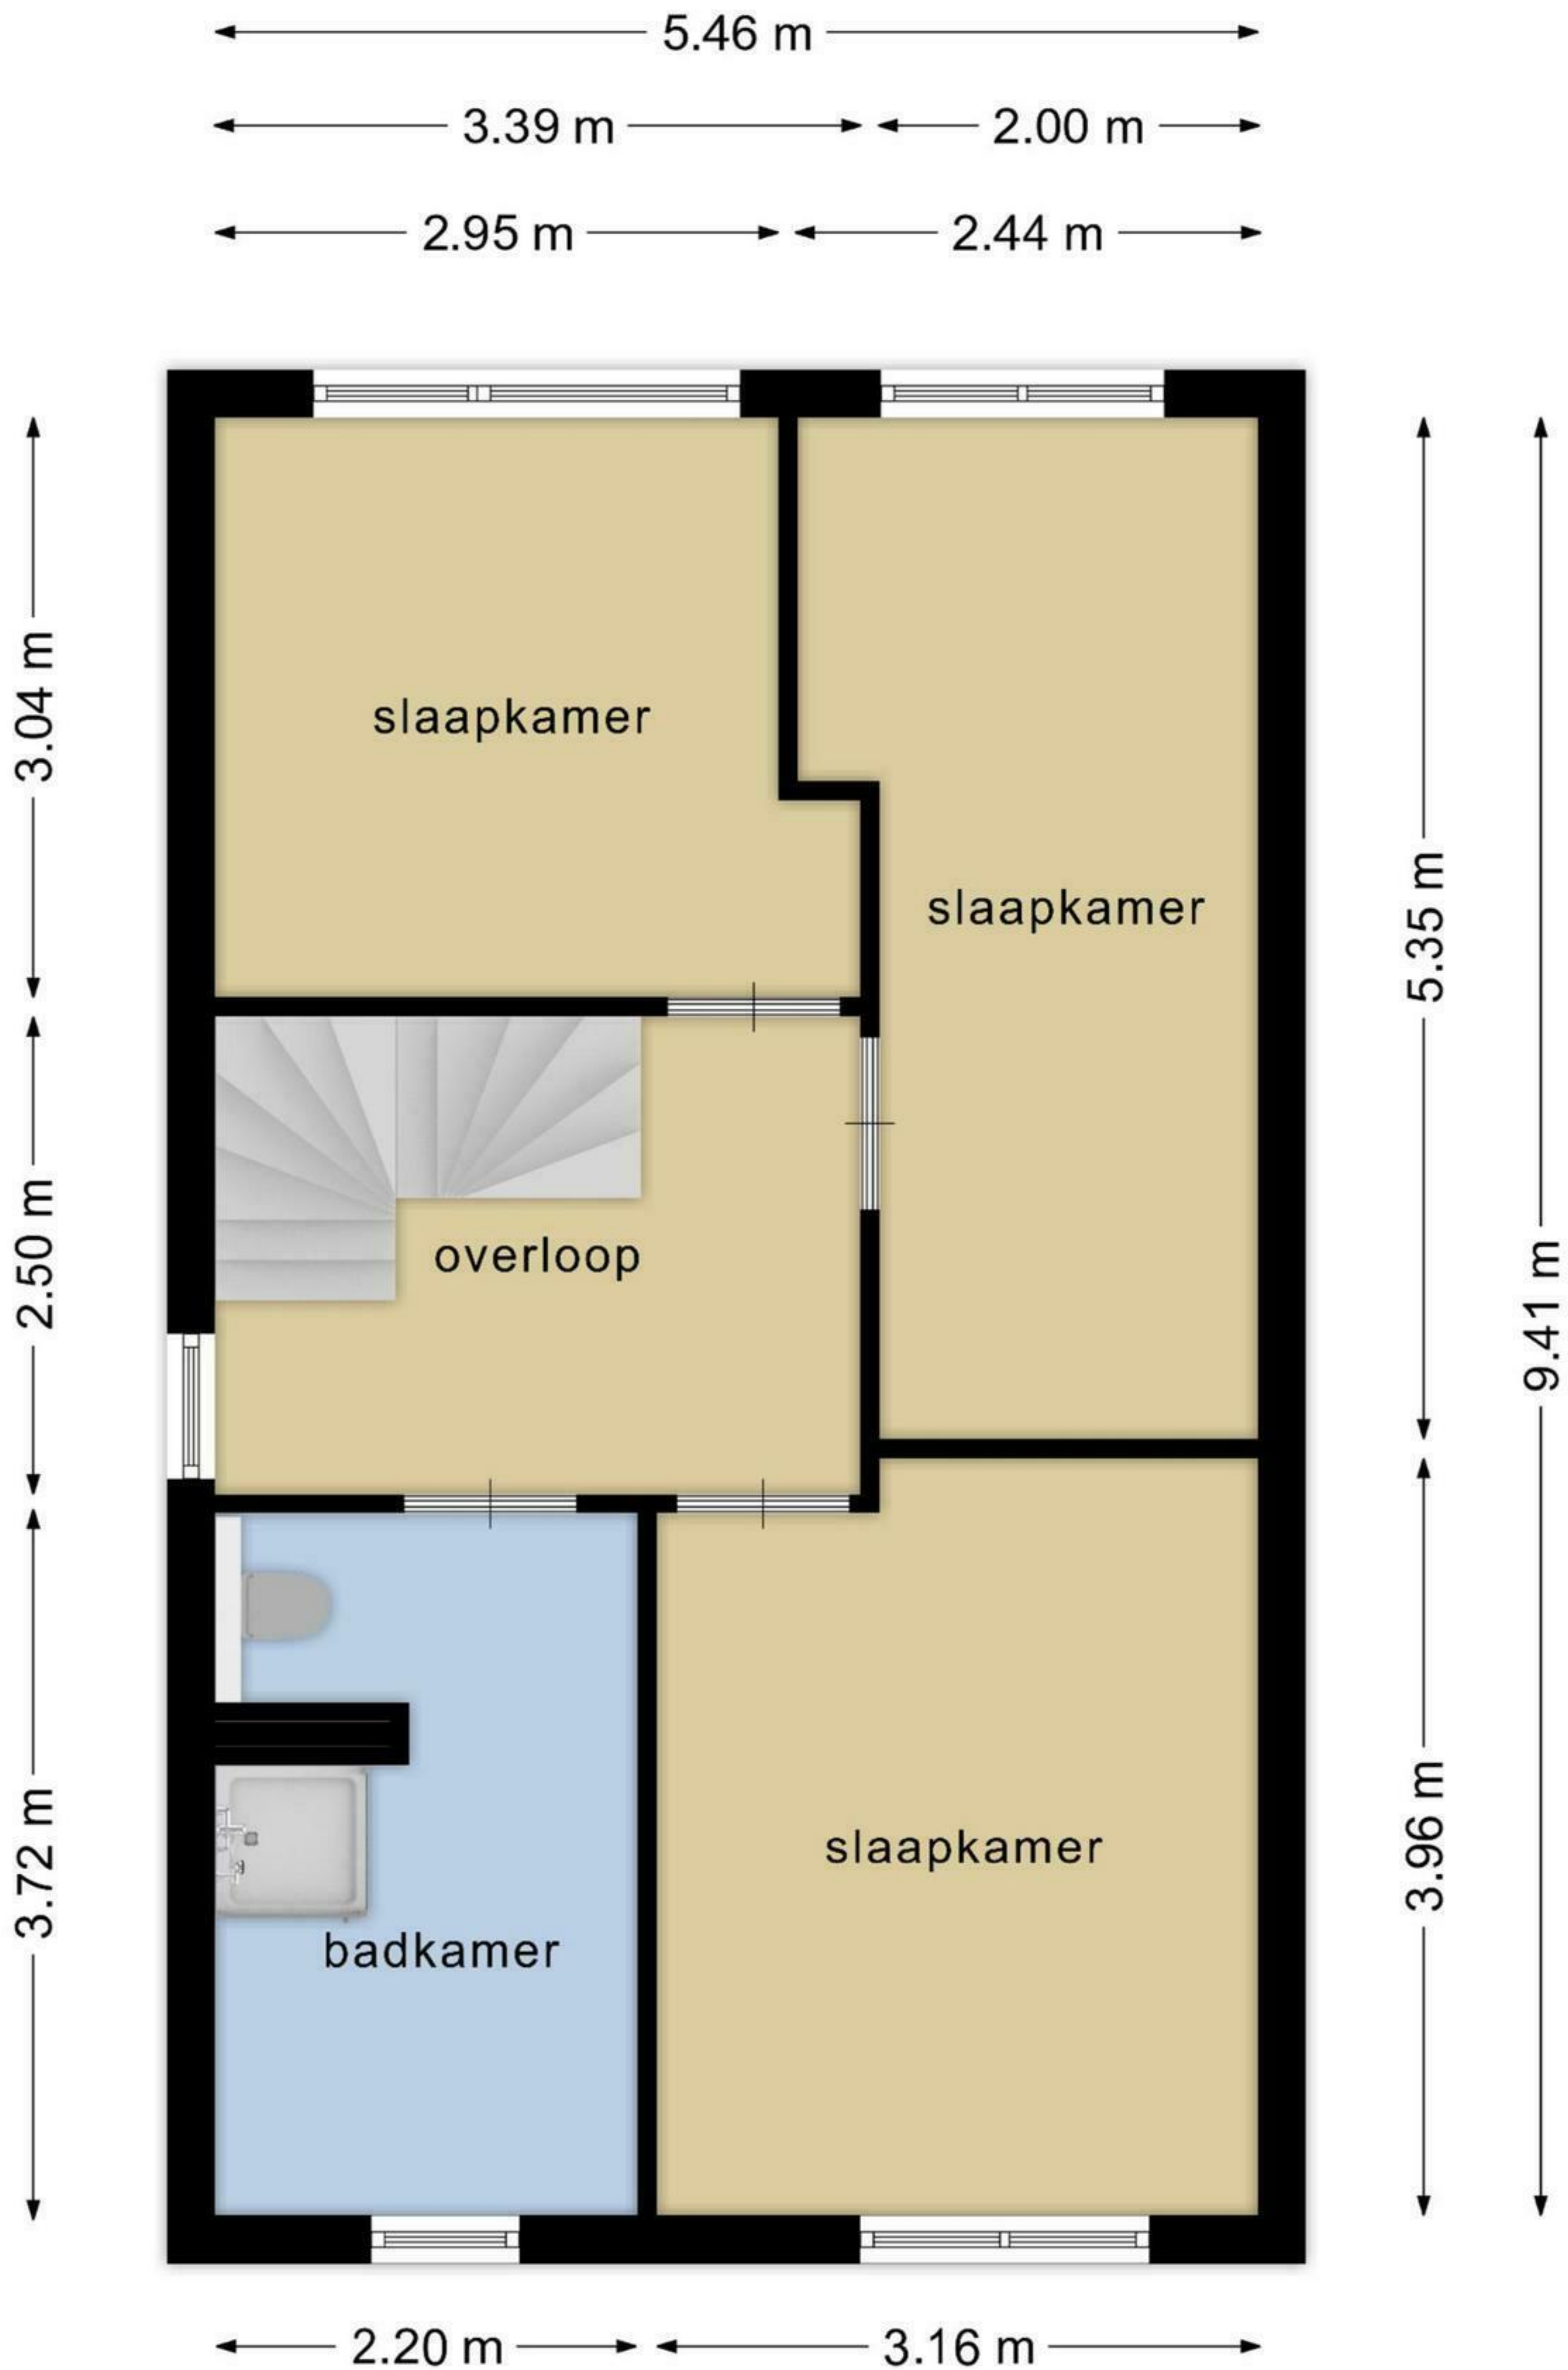 5.46 m
3.39 m
2.00 m
2.95 m
2.44 m
3.04 m
slaapkamer
slaapkamer
5.35 m
2.50 m
overloop
9.41 m
3.72 m
slaapkamer
3.96 m
badkamer
2.20 m
3.16 m